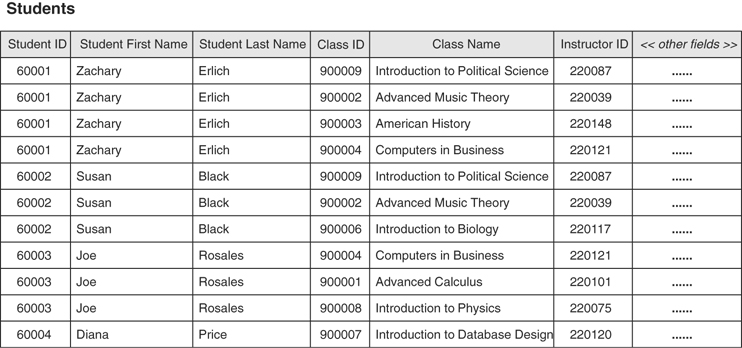 Students
Student ID Student First Name Student Last Name Class ID Class Name Instructor ID << other fields >>
60001 Zachary Erlich 900009 Introduction to Political Science 220087 ......
60001 Zachary Erlich 900002 Advanced Music Theory 220039 ......
60001 Zachary Erlich 900003 American History 220148 ......
60001 Zachary Erlich 900004 Computers in Business 220121 ......
60002 Susan Black 900009 Introduction to Political Science 220087 ......
60002 Susan Black 900002 Advanced Music Theory 220039 ......
60002 Susan Black 900006 Introduction to Biology 220117 ......
60003 Joe Rosales 900004 Computers in Business 220121 ......
60003 Joe Rosales 900001 Advanced Calculus 220101 ......
60003 Joe Rosales 900008 Introduction to Physics 220075 ......
60004 Diana Price 900007 Introduction to Database Design 220120 ......